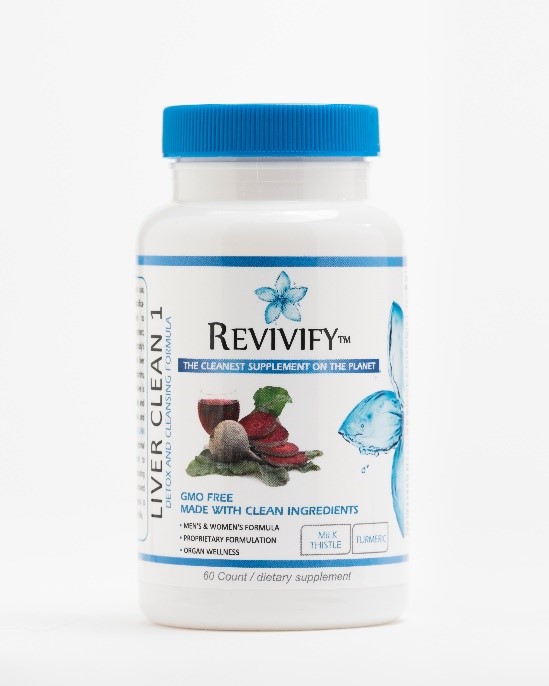 REVIVIFY™
THE CLEANEST SUPPLEMENT ON THE PLANET
LIVER CLEAN 1
DETOX AND CLEANSING FORMULA
GMO FREE
MADE WITH CLEAN INGREDIENTS
• MEN'S & WOMEN'S FORMULA
• PROPRIETARY FORMULATION
• ORGAN WELLNESS
MILK
THISTLE
TURMERIC
60 Count / dietary supplement